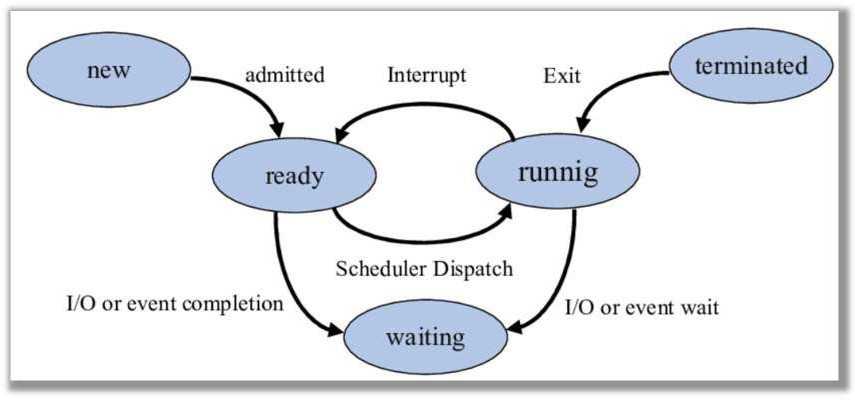 new
admitted
Interrupt
Exit
terminated
ready
runnig
Scheduler Dispatch
I/O or event completion
waiting
I/O or event wait